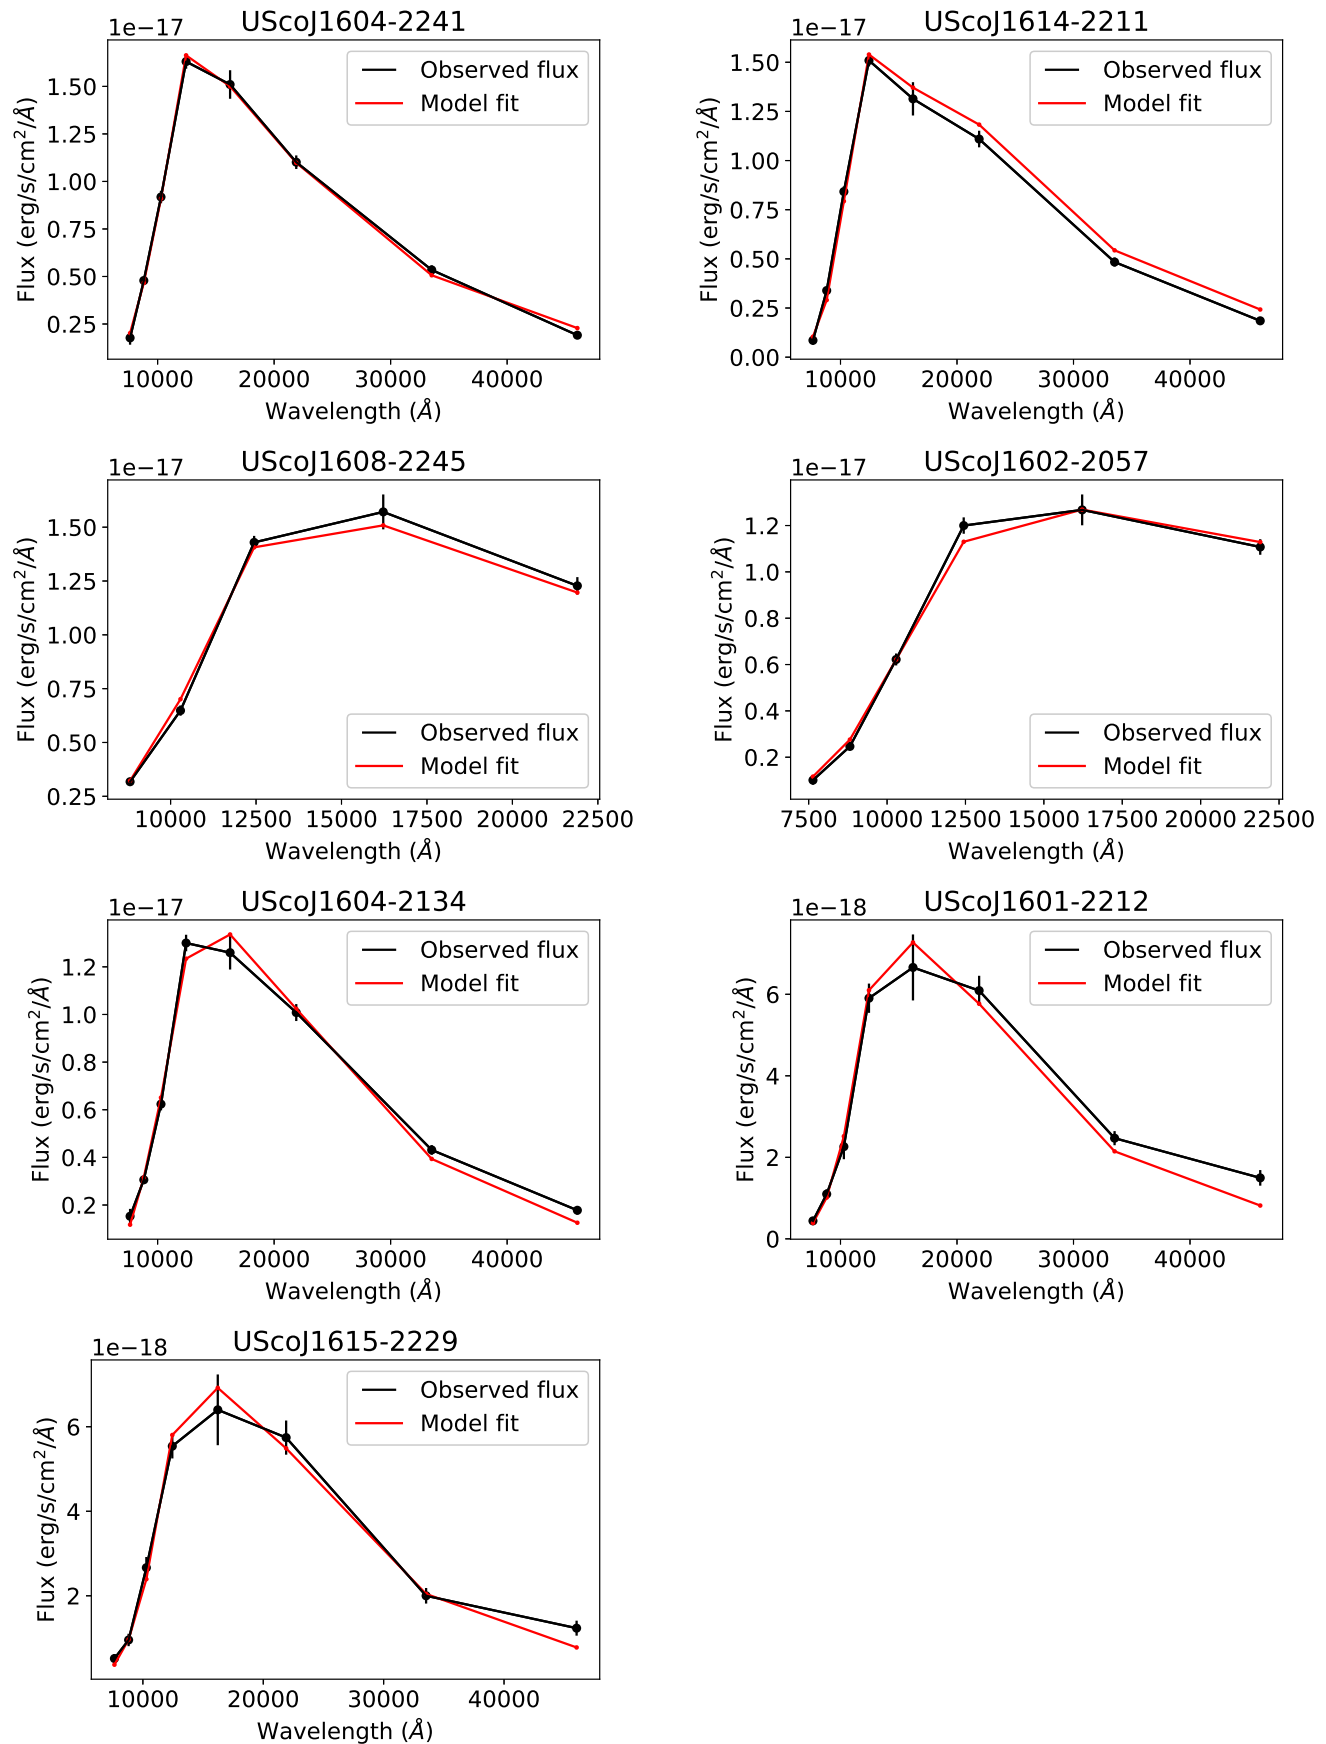 1e−17
UScoJ1604-2241
Observed flux
Model fit
1.50
1.25
1.00
0.75
0.50
0.25
Flux (erg/s/cm²/Å)
10000 20000 30000 40000
Wavelength (Å)
1e−17
UScoJ1614-2211
Observed flux
Model fit
1.50
1.25
1.00
0.75
0.50
0.25
0.00
Flux (erg/s/cm²/Å)
10000 20000 30000 40000
Wavelength (Å)
1e−17
UScoJ1608-2245
1.50
1.25
1.00
0.75
0.50
0.25
Flux (erg/s/cm²/Å)
Observed flux
Model fit
10000 12500 15000 17500 20000 22500
Wavelength (Å)
1e−17
UScoJ1602-2057
1.2
1.0
0.8
0.6
0.4
0.2
Flux (erg/s/cm²/Å)
Observed flux
Model fit
7500 10000 12500 15000 17500 20000 22500
Wavelength (Å)
1e−17
UScoJ1604-2134
Observed flux
Model fit
1.2
1.0
0.8
0.6
0.4
0.2
Flux (erg/s/cm²/Å)
10000 20000 30000 40000
Wavelength (Å)
1e−18
UScoJ1601-2212
Observed flux
Model fit
6
4
2
0
Flux (erg/s/cm²/Å)
10000 20000 30000 40000
Wavelength (Å)
1e−18
UScoJ1615-2229
Observed flux
Model fit
6
4
2
Flux (erg/s/cm²/Å)
10000 20000 30000 40000
Wavelength (Å)